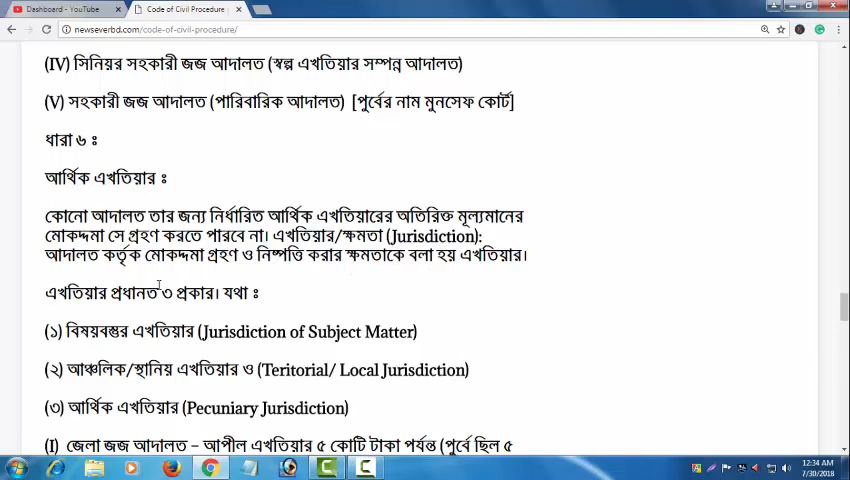 Dashboard - YouTube
Code of Civil Procedure
newseverbd.com/code-of-civil-procedure/
(IV) সিনিয়র সহকারী জজ আদালত (স্বল্প এখতিয়ার সম্পন্ন আদালত)
(V) সহকারী জজ আদালত (পারিবারিক আদালত) [পুর্বের নাম মুনসেফ কোর্ট]
ধারা ৬ ঃ
আর্থিক এখতিয়ার ঃ
কোনো আদালত তার জন্য নির্ধারিত আর্থিক এখতিয়ারের অতিরিক্ত মূল্যমানের
মোকদ্দমা সে গ্রহণ করতে পারবে না। এখতিয়ার/ক্ষমতা (Jurisdiction):
আদালত কর্তৃক মোকদ্দমা গ্রহণ ও নিষ্পত্তি করার ক্ষমতাকে বলা হয় এখতিয়ার।
এখতিয়ার প্রধানত ৩ প্রকার। যথা ঃ
(১) বিষয়বস্তুর এখতিয়ার (Jurisdiction of Subject Matter)
(২) আঞ্চলিক/স্থানিয় এখতিয়ার ও (Teritorial/ Local Jurisdiction)
(৩) আর্থিক এখতিয়ার (Pecuniary Jurisdiction)
(I) জেলা জজ আদালত – আপীল এখতিয়ার ৫ কোটি টাকা পর্যন্ত (পুর্বে ছিল ৫
12:34 AM
7/30/2018